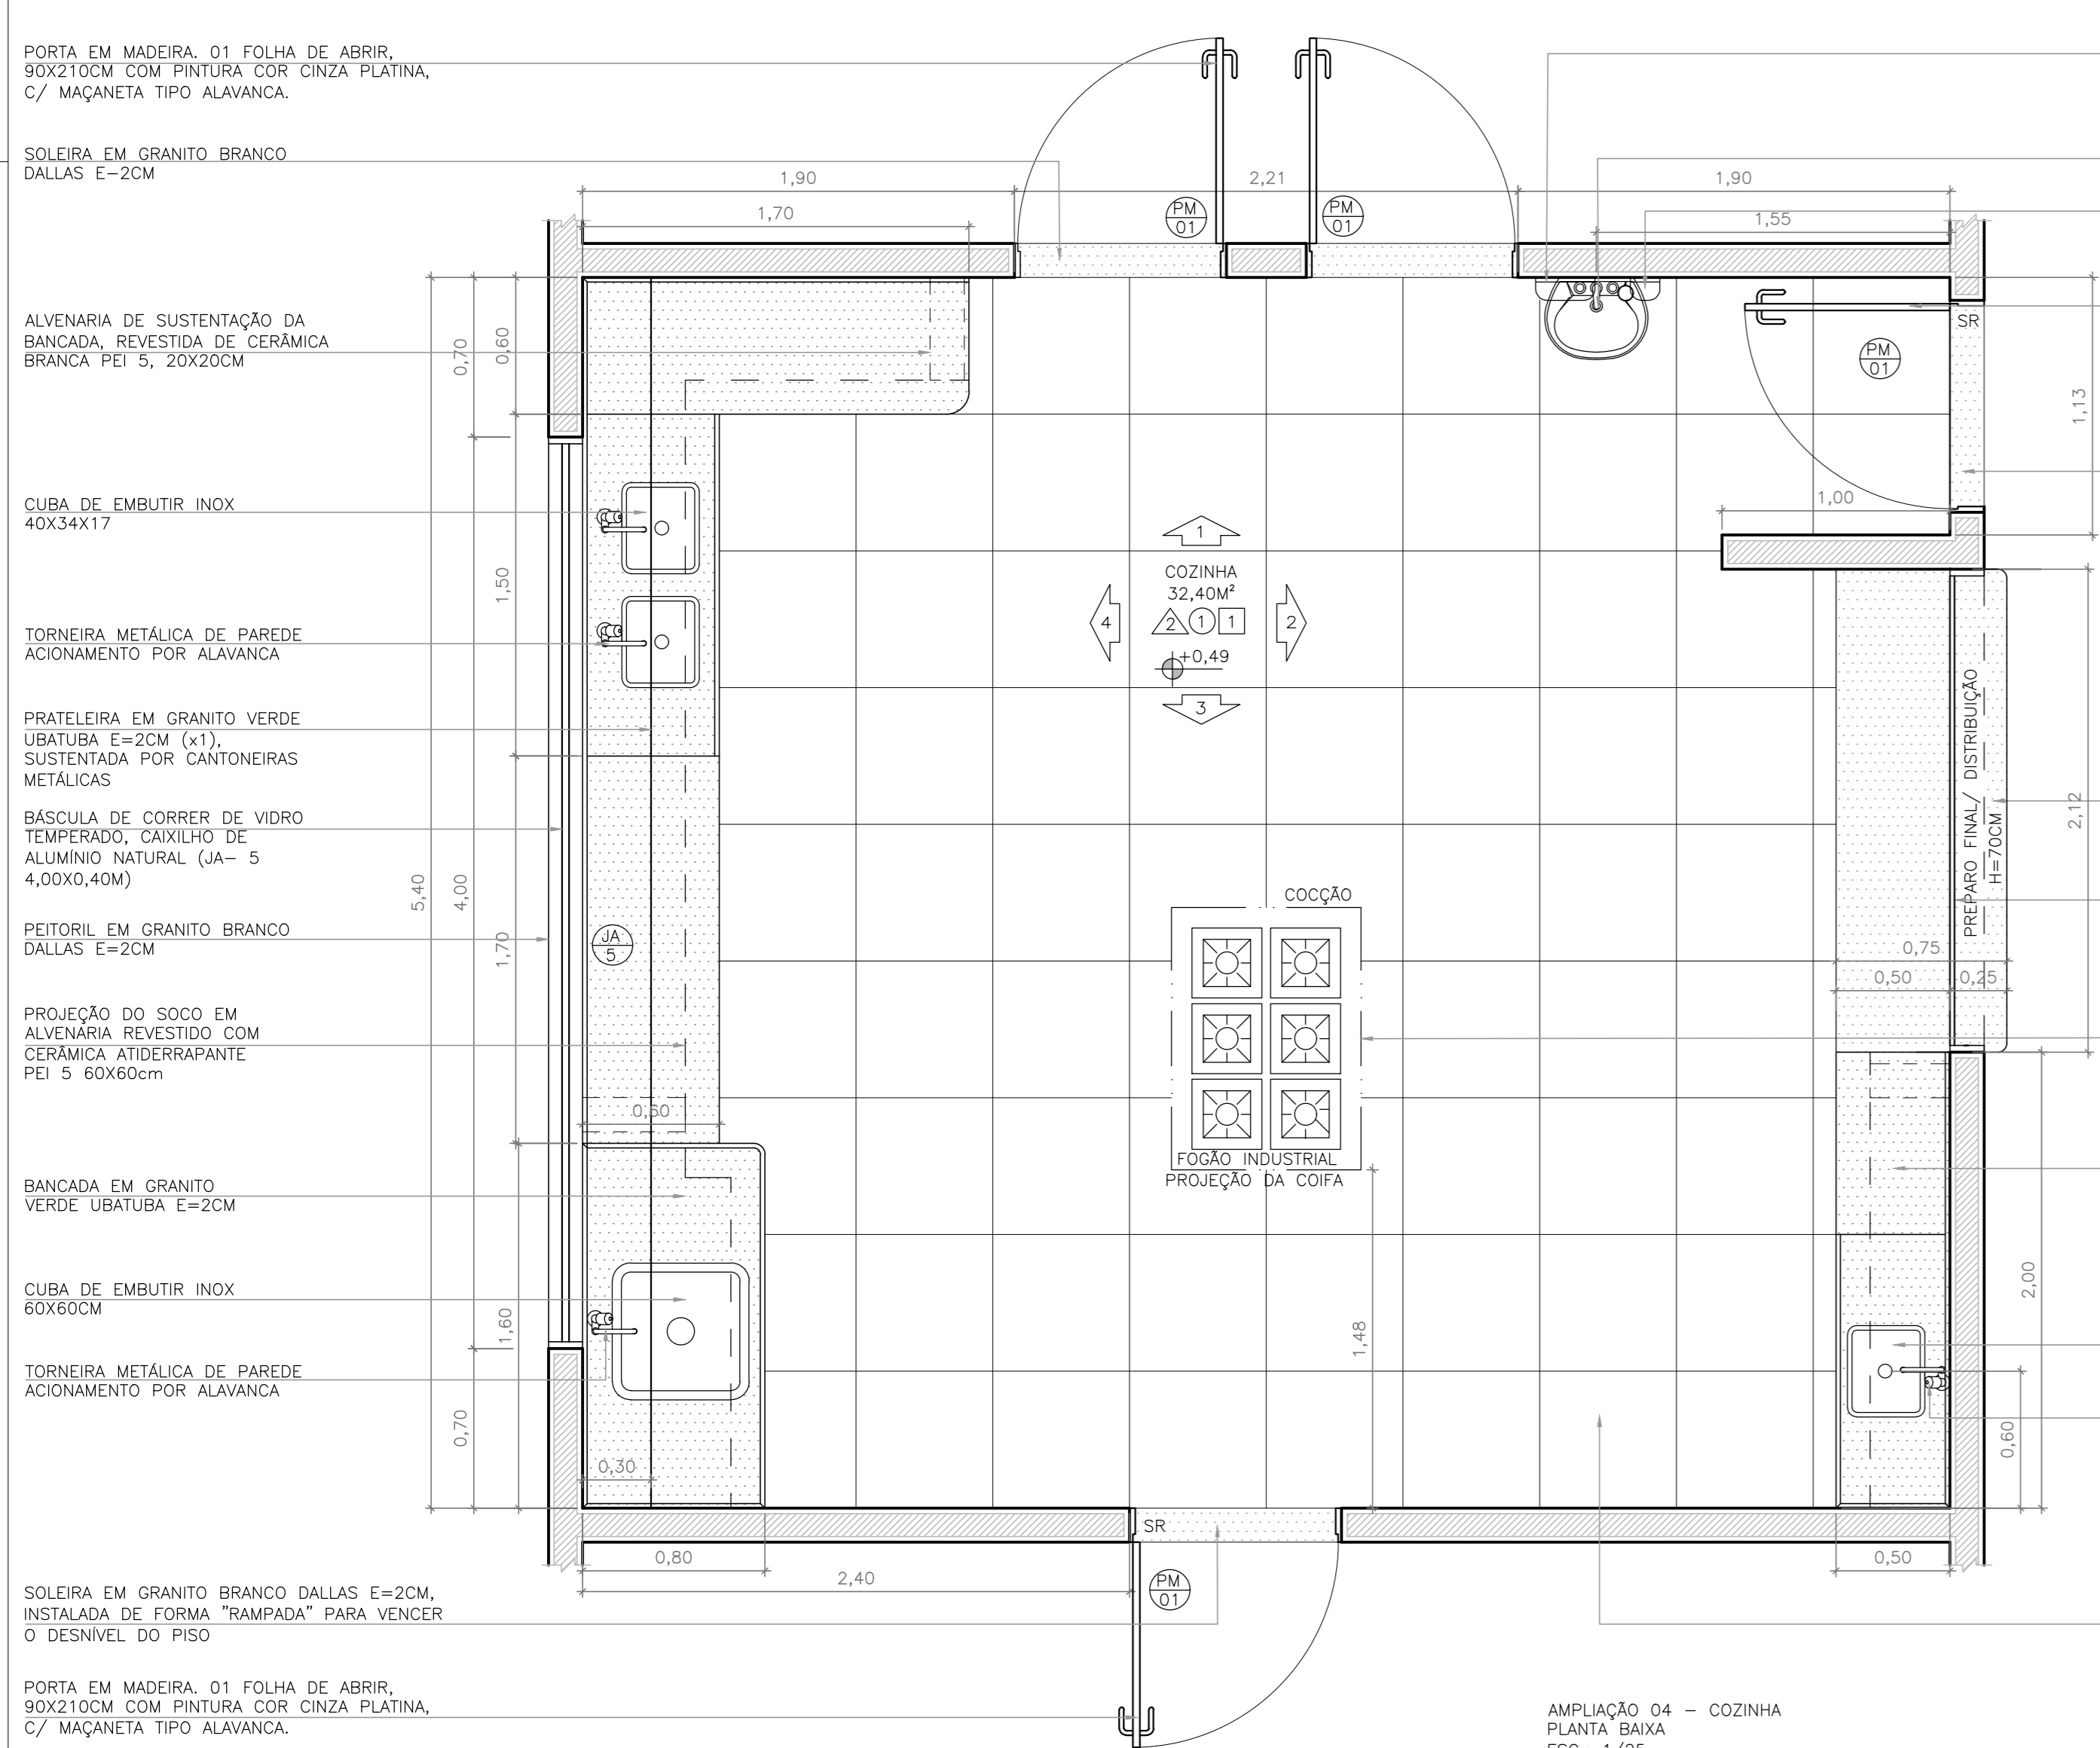 PORTA EM MADEIRA. 01 FOLHA DE ABRIR,
90X210CM COM PINTURA COR CINZA PLATINA,
C/ MAÇANETA TIPO ALAVANCA.
SOLEIRA EM GRANITO BRANCO
DALLAS E-2CM
ALVENARIA DE SUSTENTAÇÃO DA
BANCADA, REVESTIDA DE CERÂMICA
BRANCA PEI 5, 20X20CM
CUBA DE EMBUTIR INOX
40X34X17
TORNEIRA METÁLICA DE PAREDE
ACIONAMENTO POR ALAVANCA
PRATELEIRA EM GRANITO VERDE
UBATUBA E=2CM (x1),
SUSTENTADA POR CANTONEIRAS
METÁLICAS
BÁSCULA DE CORRER DE VIDRO
TEMPERADO, CAIXILHO DE
ALUMÍNIO NATURAL (JA- 5
4,00X0,40M)
PEITORIL EM GRANITO BRANCO
DALLAS E=2CM
PROJEÇÃO DO SOCO EM
ALVENARIA REVESTIDO COM
CERÂMICA ATIDERRAPANTE
PEI 5 60X60cm
BANCADA EM GRANITO
VERDE UBATUBA E=2CM
CUBA DE EMBUTIR INOX
60X60CM
TORNEIRA METÁLICA DE PAREDE
ACIONAMENTO POR ALAVANCA
SOLEIRA EM GRANITO BRANCO DALLAS E=2CM,
INSTALADA DE FORMA "RAMPADA" PARA VENCER
O DESNÍVEL DO PISO
PORTA EM MADEIRA. 01 FOLHA DE ABRIR,
90X210CM COM PINTURA COR CINZA PLATINA,
C/ MAÇANETA TIPO ALAVANCA.
1,90
2,21
1,90
1,70
1,55
PM
01
PM
01
PM
01
SR
0,70
0,60
1,13
1,00
1,50
5,40
4,00
1,70
JA
5
0,60
1,60
0,70
0,30
0,80
2,40
1
COZINHA
32,40M²
4
2
1
1
2
+0,49
3
COCÇÃO
FOGÃO INDUSTRIAL
PROJEÇÃO DA COIFA
1,48
PREPARO FINAL/ DISTRIBUIÇÃO
H=70CM
2,12
0,75
0,50
0,25
2,00
0,60
0,50
SR
PM
01
AMPLIAÇÃO 04 - COZINHA
PLANTA BAIXA